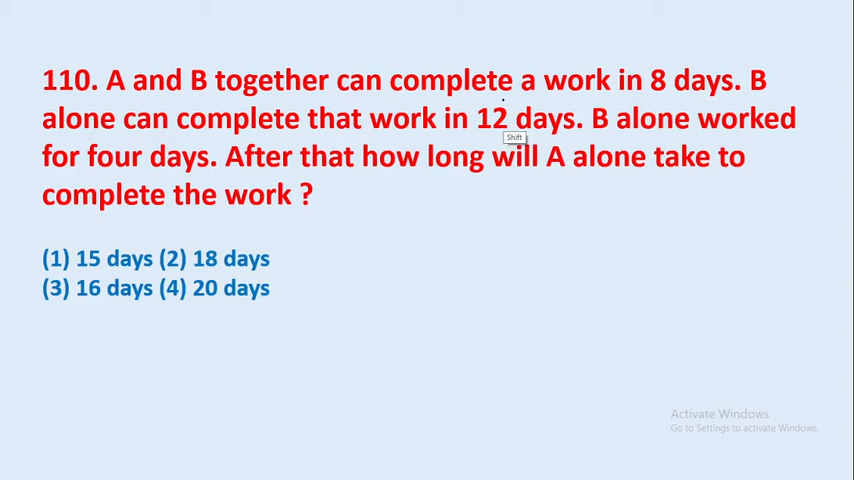 110. A and B together can complete a work in 8 days. B
alone can complete that work in 12 days. B alone worked
Shift
for four days. After that how long will A alone take to
complete the work ?
(1) 15 days (2) 18 days
(3) 16 days (4) 20 days
Activate Windows
Go to Settings to activate Windows.